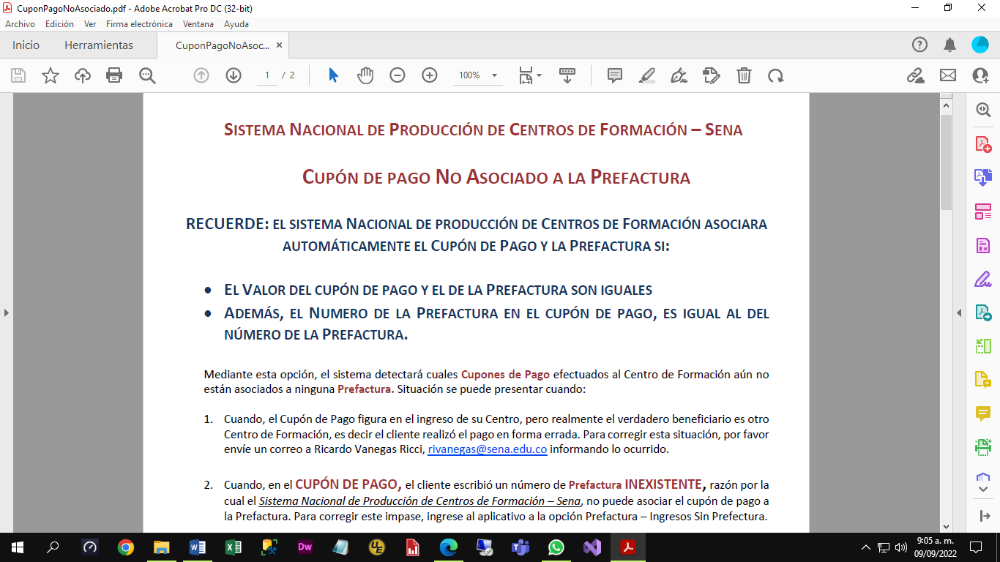 CuponPagoNoAsociado.pdf - Adobe Acrobat Pro DC (32-bit)
Archivo Edición Ver Firma electrónica Ventana Ayuda
Inicio Herramientas CuponPagoNoAsoc... ×
1 / 2 100%
SISTEMA NACIONAL DE PRODUCCIÓN DE CENTROS DE FORMACIÓN – SENA
CUPÓN DE PAGO NO ASOCIADO A LA PREFACTURA
RECUERDE: EL SISTEMA NACIONAL DE PRODUCCIÓN DE CENTROS DE FORMACIÓN ASOCIARA
AUTOMÁTICAMENTE EL CUPÓN DE PAGO Y LA PREFACTURA SI:
• EL VALOR DEL CUPÓN DE PAGO Y EL DE LA PREFACTURA SON IGUALES
• ADEMÁS, EL NUMERO DE LA PREFACTURA EN EL CUPÓN DE PAGO, ES IGUAL AL DEL
NÚMERO DE LA PREFACTURA.
Mediante esta opción, el sistema detectará cuales Cupones de Pago efectuados al Centro de Formación aún no
están asociados a ninguna Prefactura. Situación se puede presentar cuando:
1. Cuando, el Cupón de Pago figura en el ingreso de su Centro, pero realmente el verdadero beneficiario es otro
Centro de Formación, es decir el cliente realizó el pago en forma errada. Para corregir esta situación, por favor
envíe un correo a Ricardo Vanegas Ricci, rivanegas@sena.edu.co informando lo ocurrido.
2. Cuando, en el CUPÓN DE PAGO, el cliente escribió un número de Prefactura INEXISTENTE, razón por la
cual el Sistema Nacional de Producción de Centros de Formación – Sena, no puede asociar el cupón de pago a
la Prefactura. Para corregir este impase, ingrese al aplicativo a la opción Prefactura – Ingresos Sin Prefectura.
Dw UE
9:05 a. m.
09/09/2022